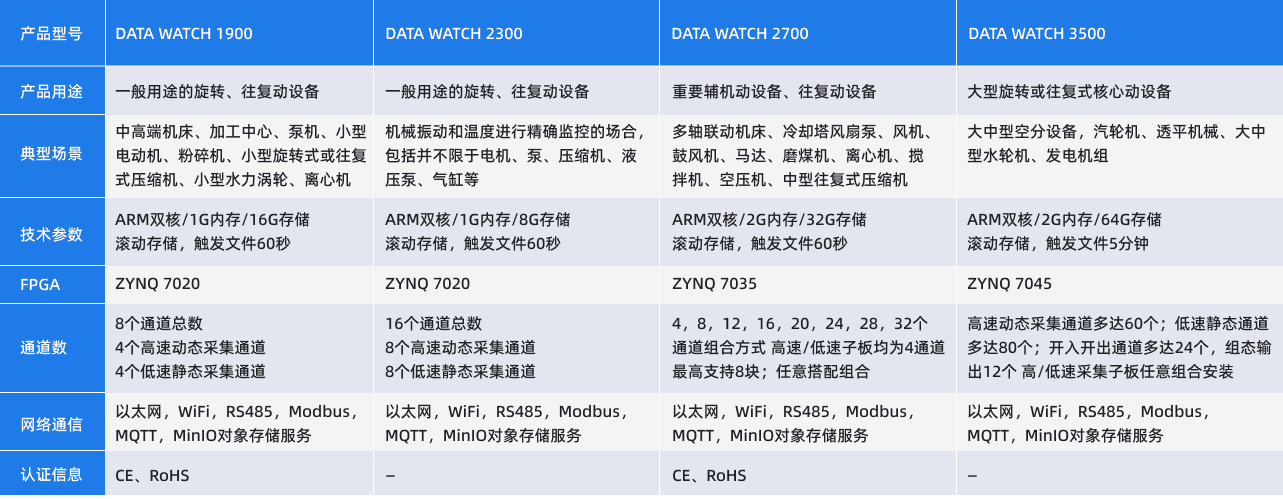 产品型号
DATA WATCH 1900
DATA WATCH 2300
DATA WATCH 2700
DATA WATCH 3500
产品用途
一般用途的旋转、往复动设备
一般用途的旋转、往复动设备
重要辅机动设备、往复动设备
大型旋转或往复式核心动设备
典型场景
中高端机床、加工中心、泵机、小型
电动机、粉碎机、小型旋转式或往复
式压缩机、小型水力涡轮、离心机
机械振动和温度进行精确监控的场合，
包括并不限于电机、泵、压缩机、液
压泵、气缸等
多轴联动机床、冷却塔风扇泵、风机、
鼓风机、马达、磨煤机、离心机、搅
拌机、空压机、中型往复式压缩机
大中型空分设备，汽轮机、透平机械、大中
型水轮机、发电机组
技术参数
ARM双核/1G内存/16G存储
滚动存储，触发文件60秒
ARM双核/1G内存/8G存储
滚动存储，触发文件60秒
ARM双核/2G内存/32G存储
滚动存储，触发文件60秒
ARM双核/2G内存/64G存储
滚动存储，触发文件5分钟
FPGA
ZYNQ 7020
ZYNQ 7020
ZYNQ 7035
ZYNQ 7045
通道数
8个通道总数
4个高速动态采集通道
4个低速静态采集通道
16个通道总数
8个高速动态采集通道
8个低速静态采集通道
4，8，12，16，20，24，28，32个
通道组合方式 高速/低速子板均为4通道
最高支持8块；任意搭配组合
高速动态采集通道多达60个；低速静态通道
多达80个；开入开出通道多达24个，组态输
出12个 高/低速采集子板任意组合安装
网络通信
以太网，WiFi，RS485，Modbus，
MQTT，MinIO对象存储服务
以太网，WiFi，RS485，Modbus，
MQTT，MinIO对象存储服务
以太网，WiFi，RS485，Modbus，
MQTT，MinIO对象存储服务
以太网，WiFi，RS485，Modbus，
MQTT，MinIO对象存储服务
认证信息
CE、RoHS
–
CE、RoHS
–